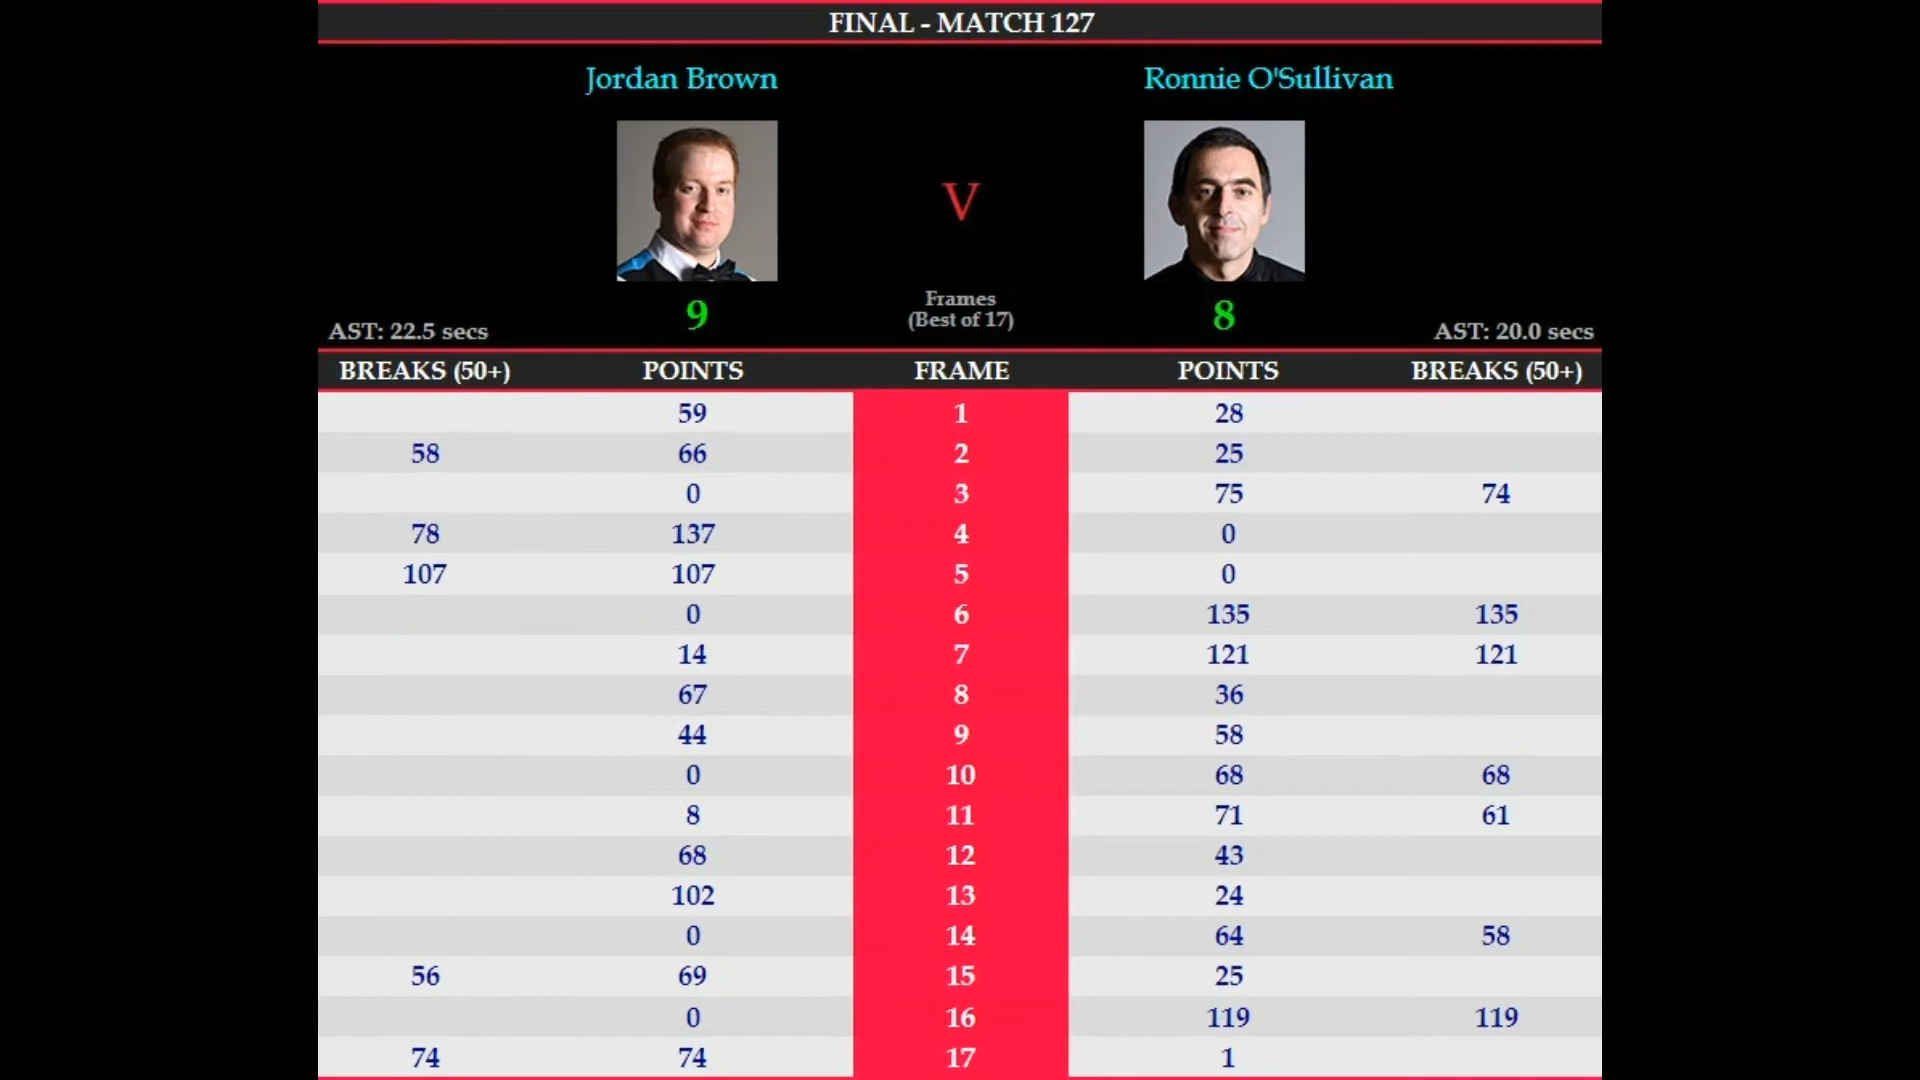 FINAL - MATCH 127
Jordan Brown Ronnie O'Sullivan
V
9 Frames 8
(Best of 17)
AST: 22.5 secs AST: 20.0 secs
BREAKS (50+) POINTS FRAME POINTS BREAKS (50+)
59 1 28
58 66 2 25
0 3 75 74
78 137 4 0
107 107 5 0
0 6 135 135
14 7 121 121
67 8 36
44 9 58
0 10 68 68
8 11 71 61
68 12 43
102 13 24
0 14 64 58
56 69 15 25
0 16 119 119
74 74 17 1